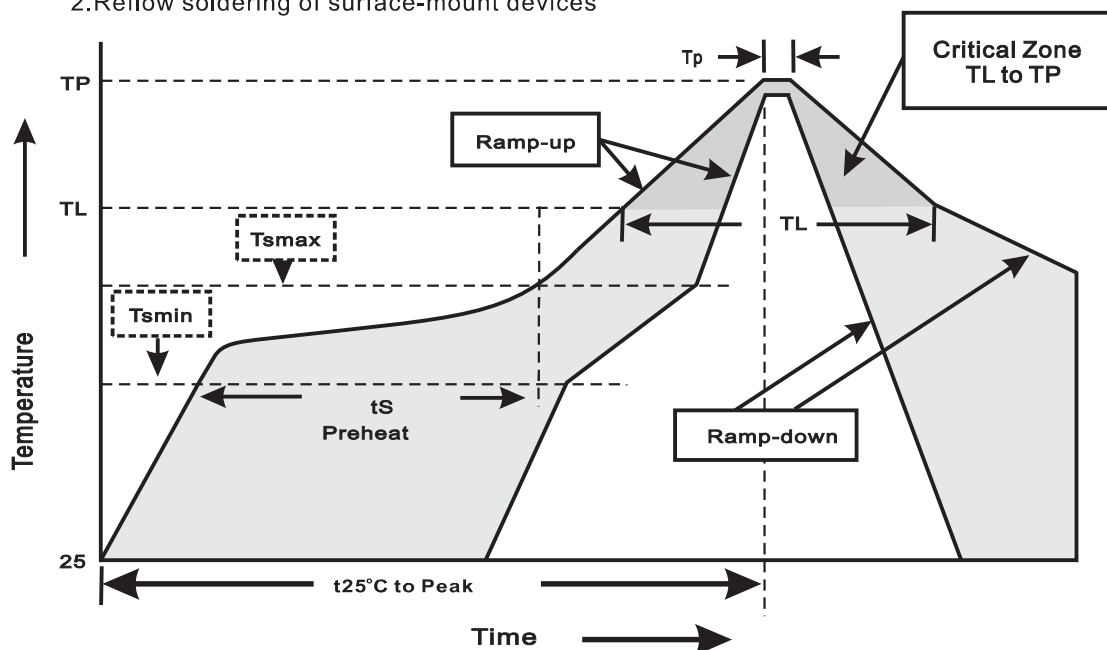 2.Reflow soldering of surface-mount devices
Tp
Critical Zone
TL to TP
TP
Ramp-up
TL
Tsmax
TL
Tsmin
Temperature
tS
Preheat
Ramp-down
25
t25°C to Peak
Time